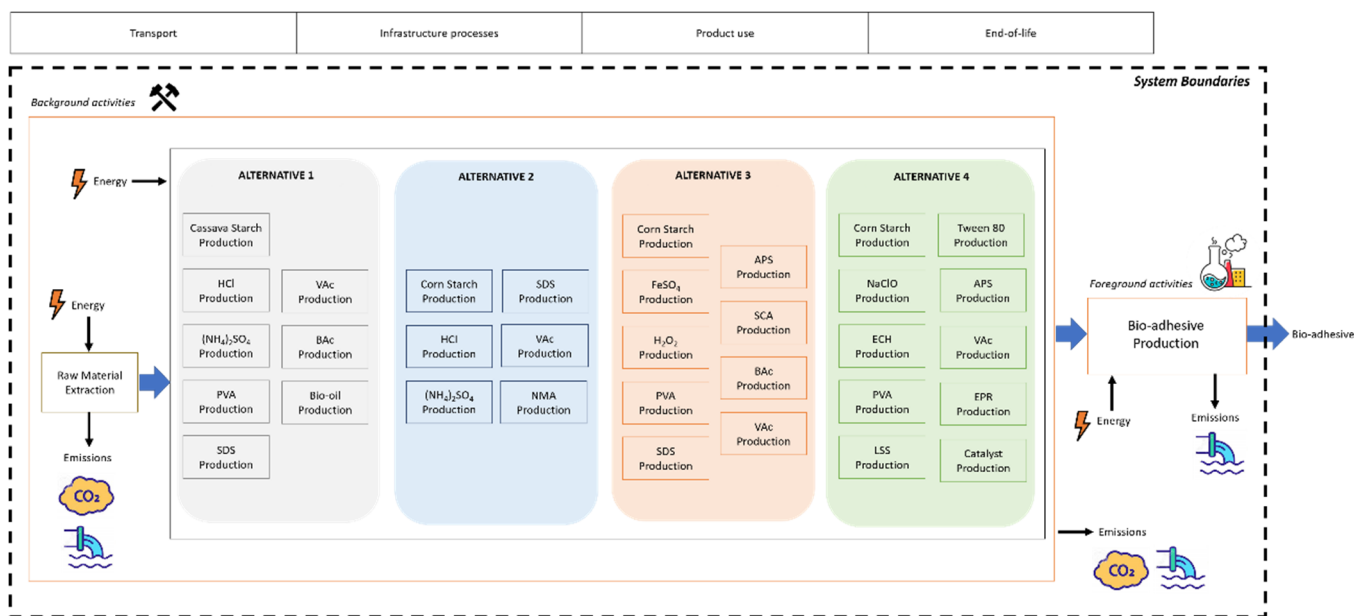 Transport
Infrastructure processes
Product use
End-of-life
System Boundaries
Background activities
Energy
Energy
Raw Material
Extraction
Emissions
CO₂
ALTERNATIVE 1
Cassava Starch
Production
HCl
Production
(NH₄)₂SO₄
Production
PVA
Production
SDS
Production
VAc
Production
BAc
Production
Bio-oil
Production
ALTERNATIVE 2
Corn Starch
Production
HCl
Production
(NH₄)₂SO₄
Production
SDS
Production
VAc
Production
NMA
Production
ALTERNATIVE 3
Corn Starch
Production
FeSO₄
Production
H₂O₂
Production
PVA
Production
SDS
Production
APS
Production
SCA
Production
BAc
Production
VAc
Production
ALTERNATIVE 4
Corn Starch
Production
NaClO
Production
ECH
Production
PVA
Production
LSS
Production
Tween 80
Production
APS
Production
VAc
Production
EPR
Production
Catalyst
Production
Foreground activities
Bio-adhesive
Production
Bio-adhesive
Energy
Emissions
Emissions
CO₂